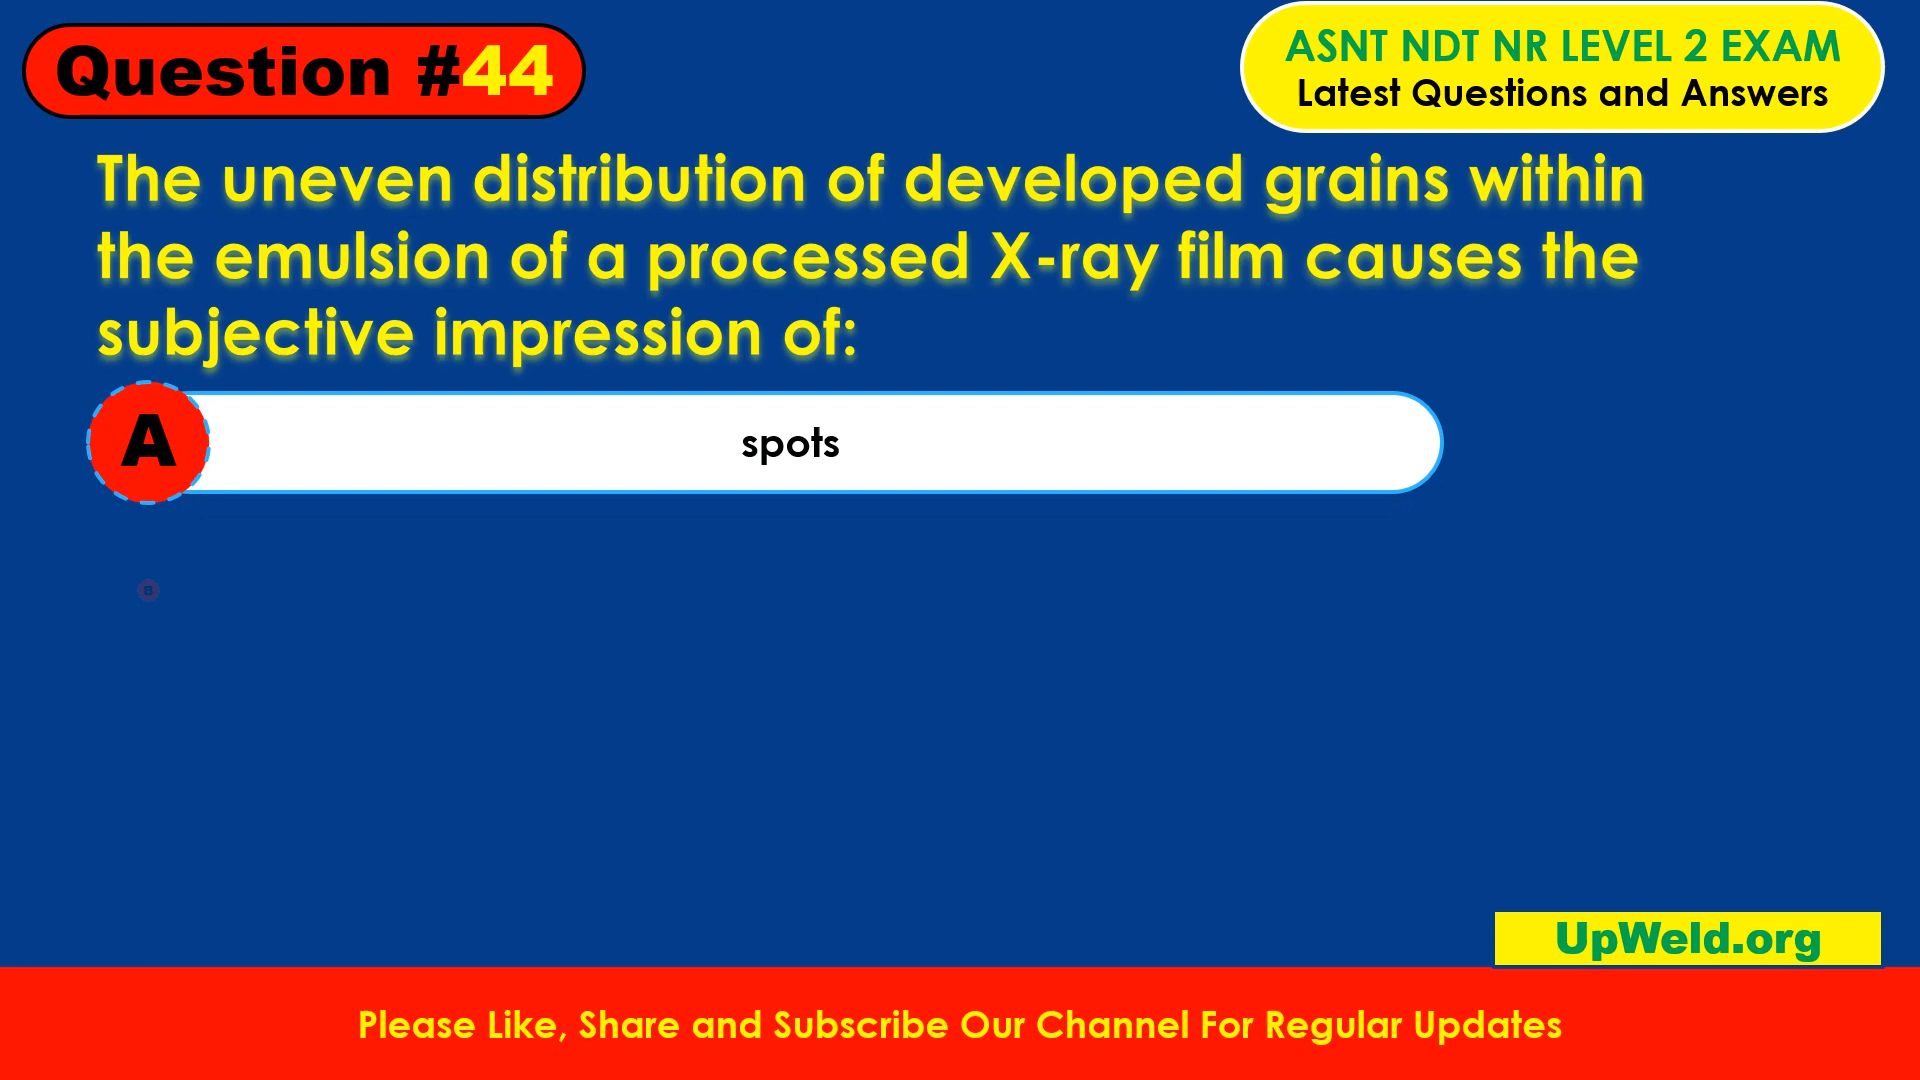 Question #44
ASNT NDT NR LEVEL 2 EXAM
Latest Questions and Answers
The uneven distribution of developed grains within
the emulsion of a processed X-ray film causes the
subjective impression of:
A
spots
B
UpWeld.org
Please Like, Share and Subscribe Our Channel For Regular Updates